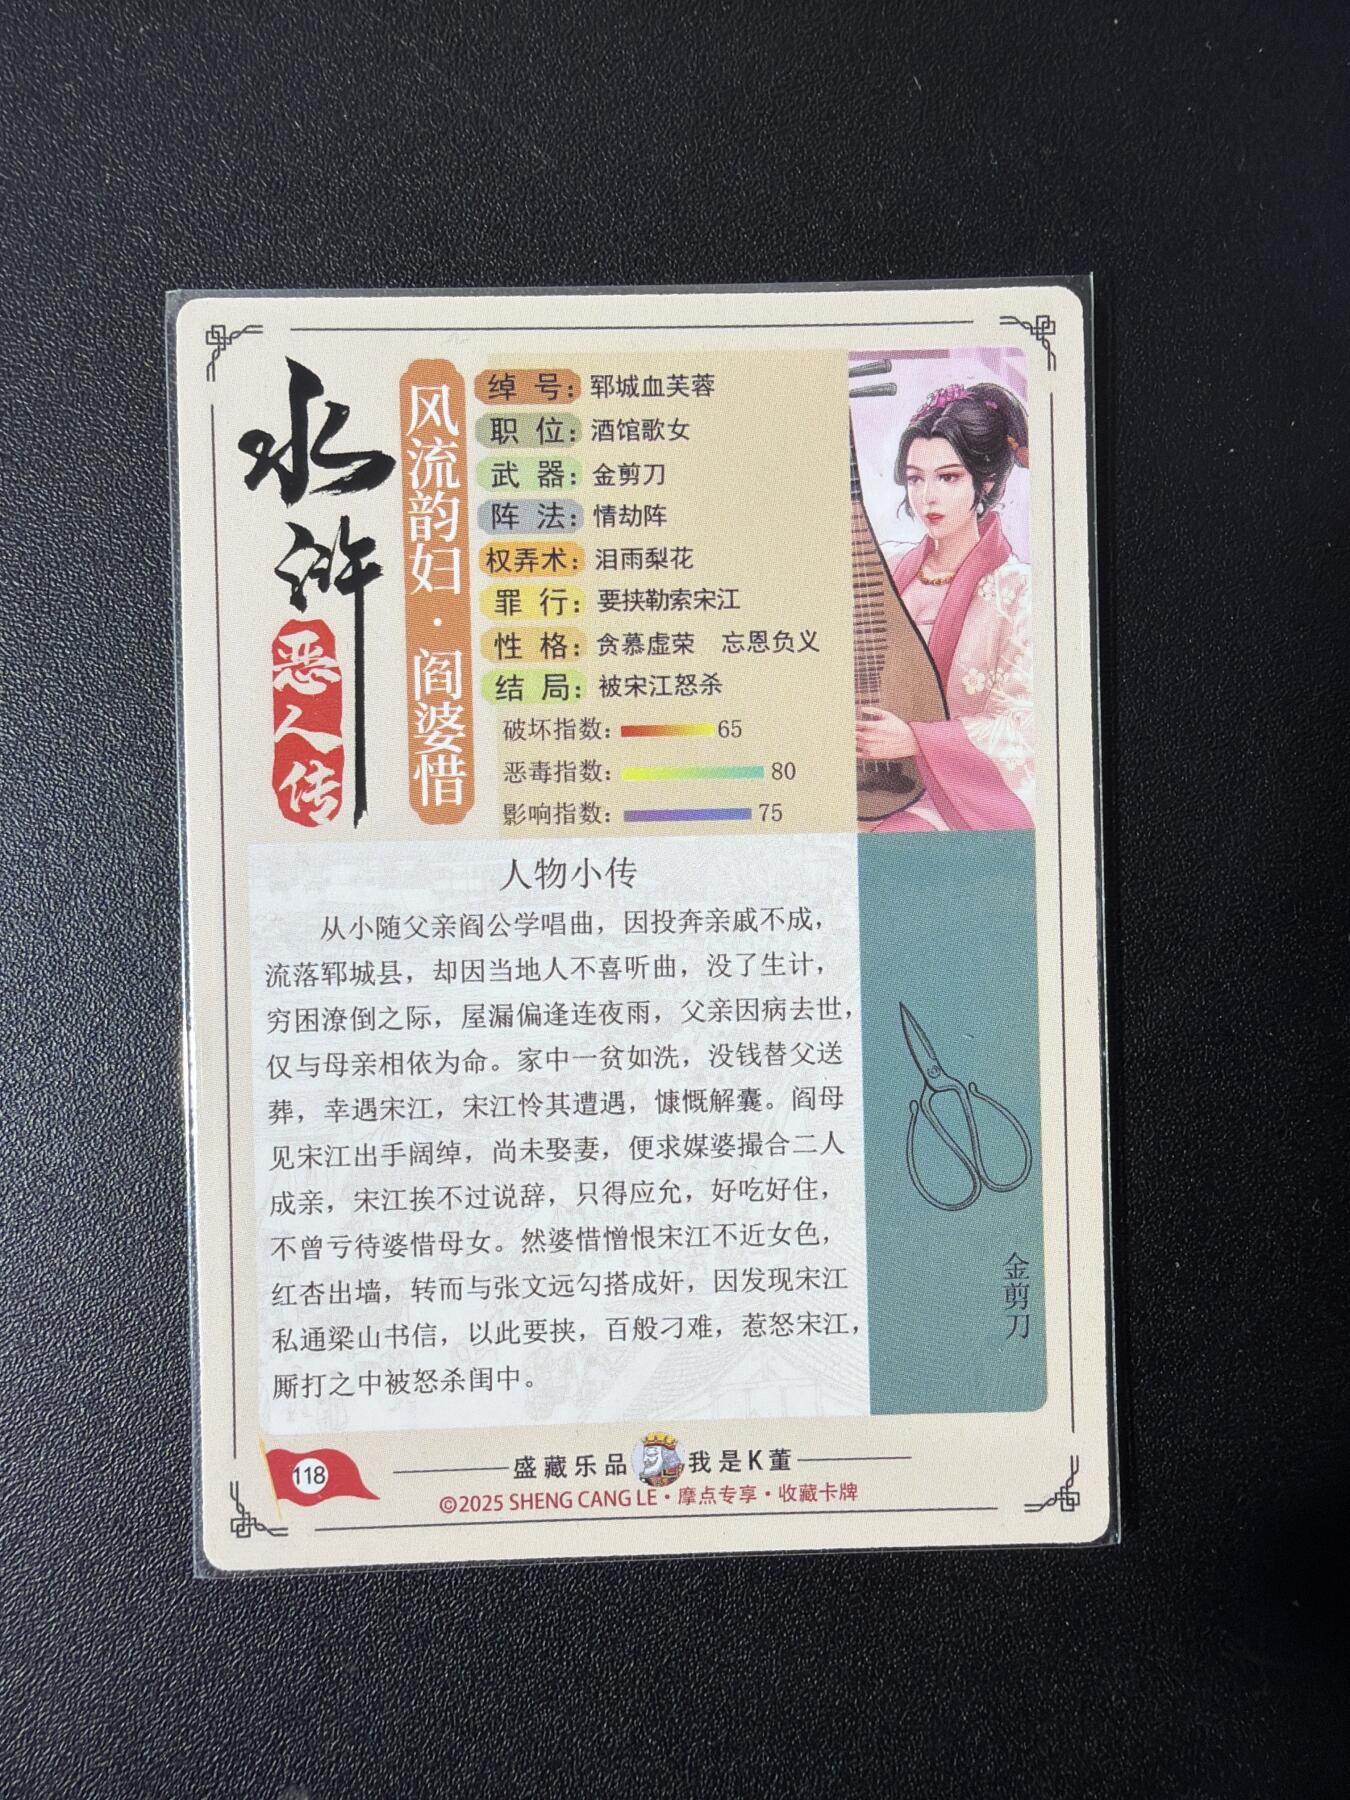 水浒
恶人传
风流韵妇·阎婆惜
绰号：郓城血芙蓉
职位：酒馆歌女
武器：金剪刀
阵法：情劫阵
权弄术：泪雨梨花
罪行：要挟勒索宋江
性格：贪慕虚荣 忘恩负义
结局：被宋江怒杀
破坏指数：65
恶毒指数：80
影响指数：75
人物小传
从小随父亲阎公学唱曲，因投奔亲戚不成，
流落郓城县，却因当地人不喜听曲，没了生计，
穷困潦倒之际，屋漏偏逢连夜雨，父亲因病去世，
仅与母亲相依为命。家中一贫如洗，没钱替父送
葬，幸遇宋江，宋江怜其遭遇，慷慨解囊。阎母
见宋江出手阔绰，尚未娶妻，便求媒婆撮合二人
成亲，宋江挨不过说辞，只得应允，好吃好住，
不曾亏待婆惜母女。然婆惜憎恨宋江不近女色，
红杏出墙，转而与张文远勾搭成奸，因发现宋江
私通梁山书信，以此要挟，百般刁难，惹怒宋江，
厮打之中被怒杀闺中。
金剪刀
118
盛藏乐品 我是K董
©2025 SHENG CANG LE·摩点专享·收藏卡牌